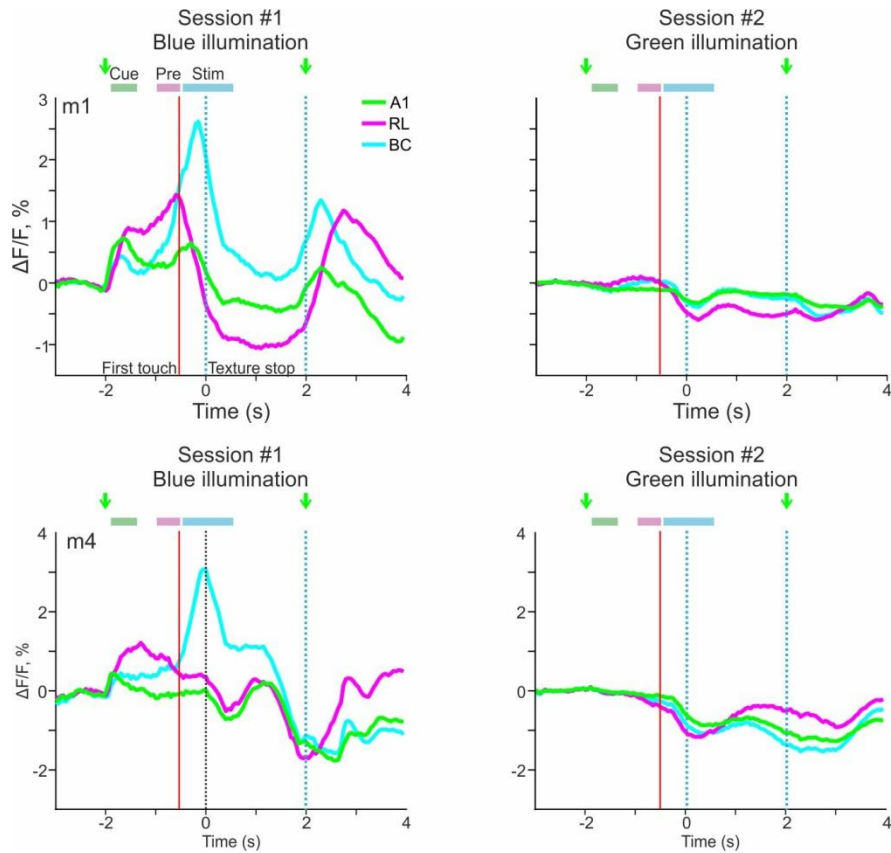 Session #1
Blue illumination
Session #2
Green illumination
Cue Pre Stim
m1
A1
RL
BC
3
2
1
0
-1
ΔF/F, %
First touch
Texture stop
-2 0 2 4
Time (s)
-2 0 2 4
Time (s)
Session #1
Blue illumination
Session #2
Green illumination
m4
4
2
0
-2
ΔF/F, %
-2 0 2 4
Time (s)
4
2
0
-2
-2 0 2 4
Time (s)